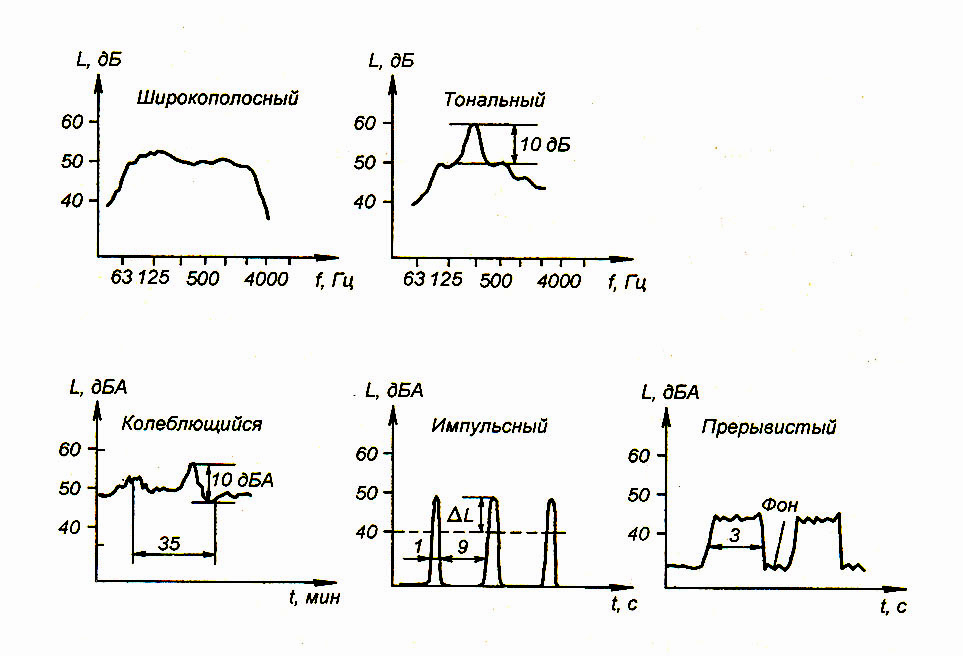 L, дБ
Широкополосный
60
50
40
63 125 500 4000 f, Гц
L, дБ
Тональный
60
10 дБ
50
40
63 125 500 4000 f, Гц
L, дБА
Колеблющийся
60
10 дБА
50
40
35
t, мин
L, дБА
Импульсный
60
50
ΔL
40
1 9
t, с
L, дБА
Прерывистый
60
50
Фон
40
3
t, с